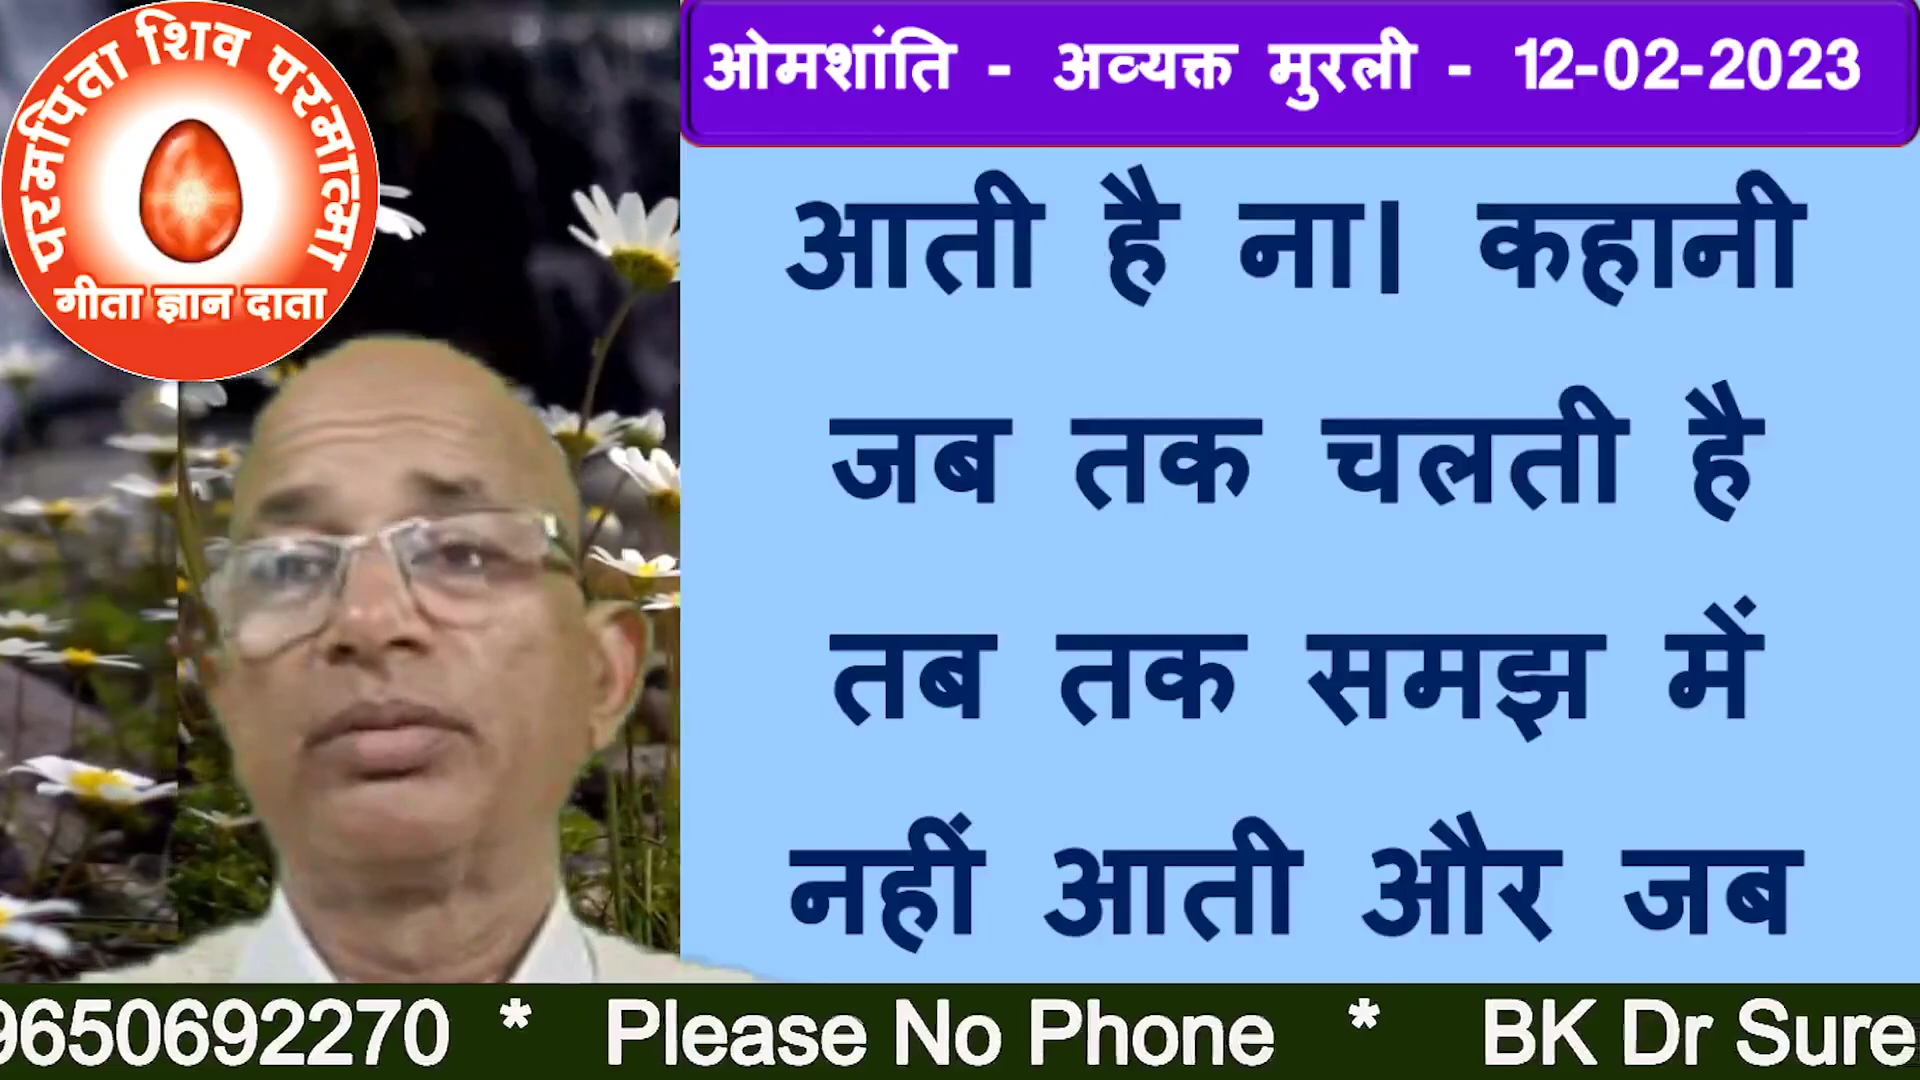 परमपिता शिव परमात्मा
गीता ज्ञान दाता
ओमशांति - अव्यक्त मुरली - 12-02-2023
आती है ना। कहानी
जब तक चलती है
तब तक समझ में
नहीं आती और जब
9650692270 * Please No Phone * BK Dr Sure